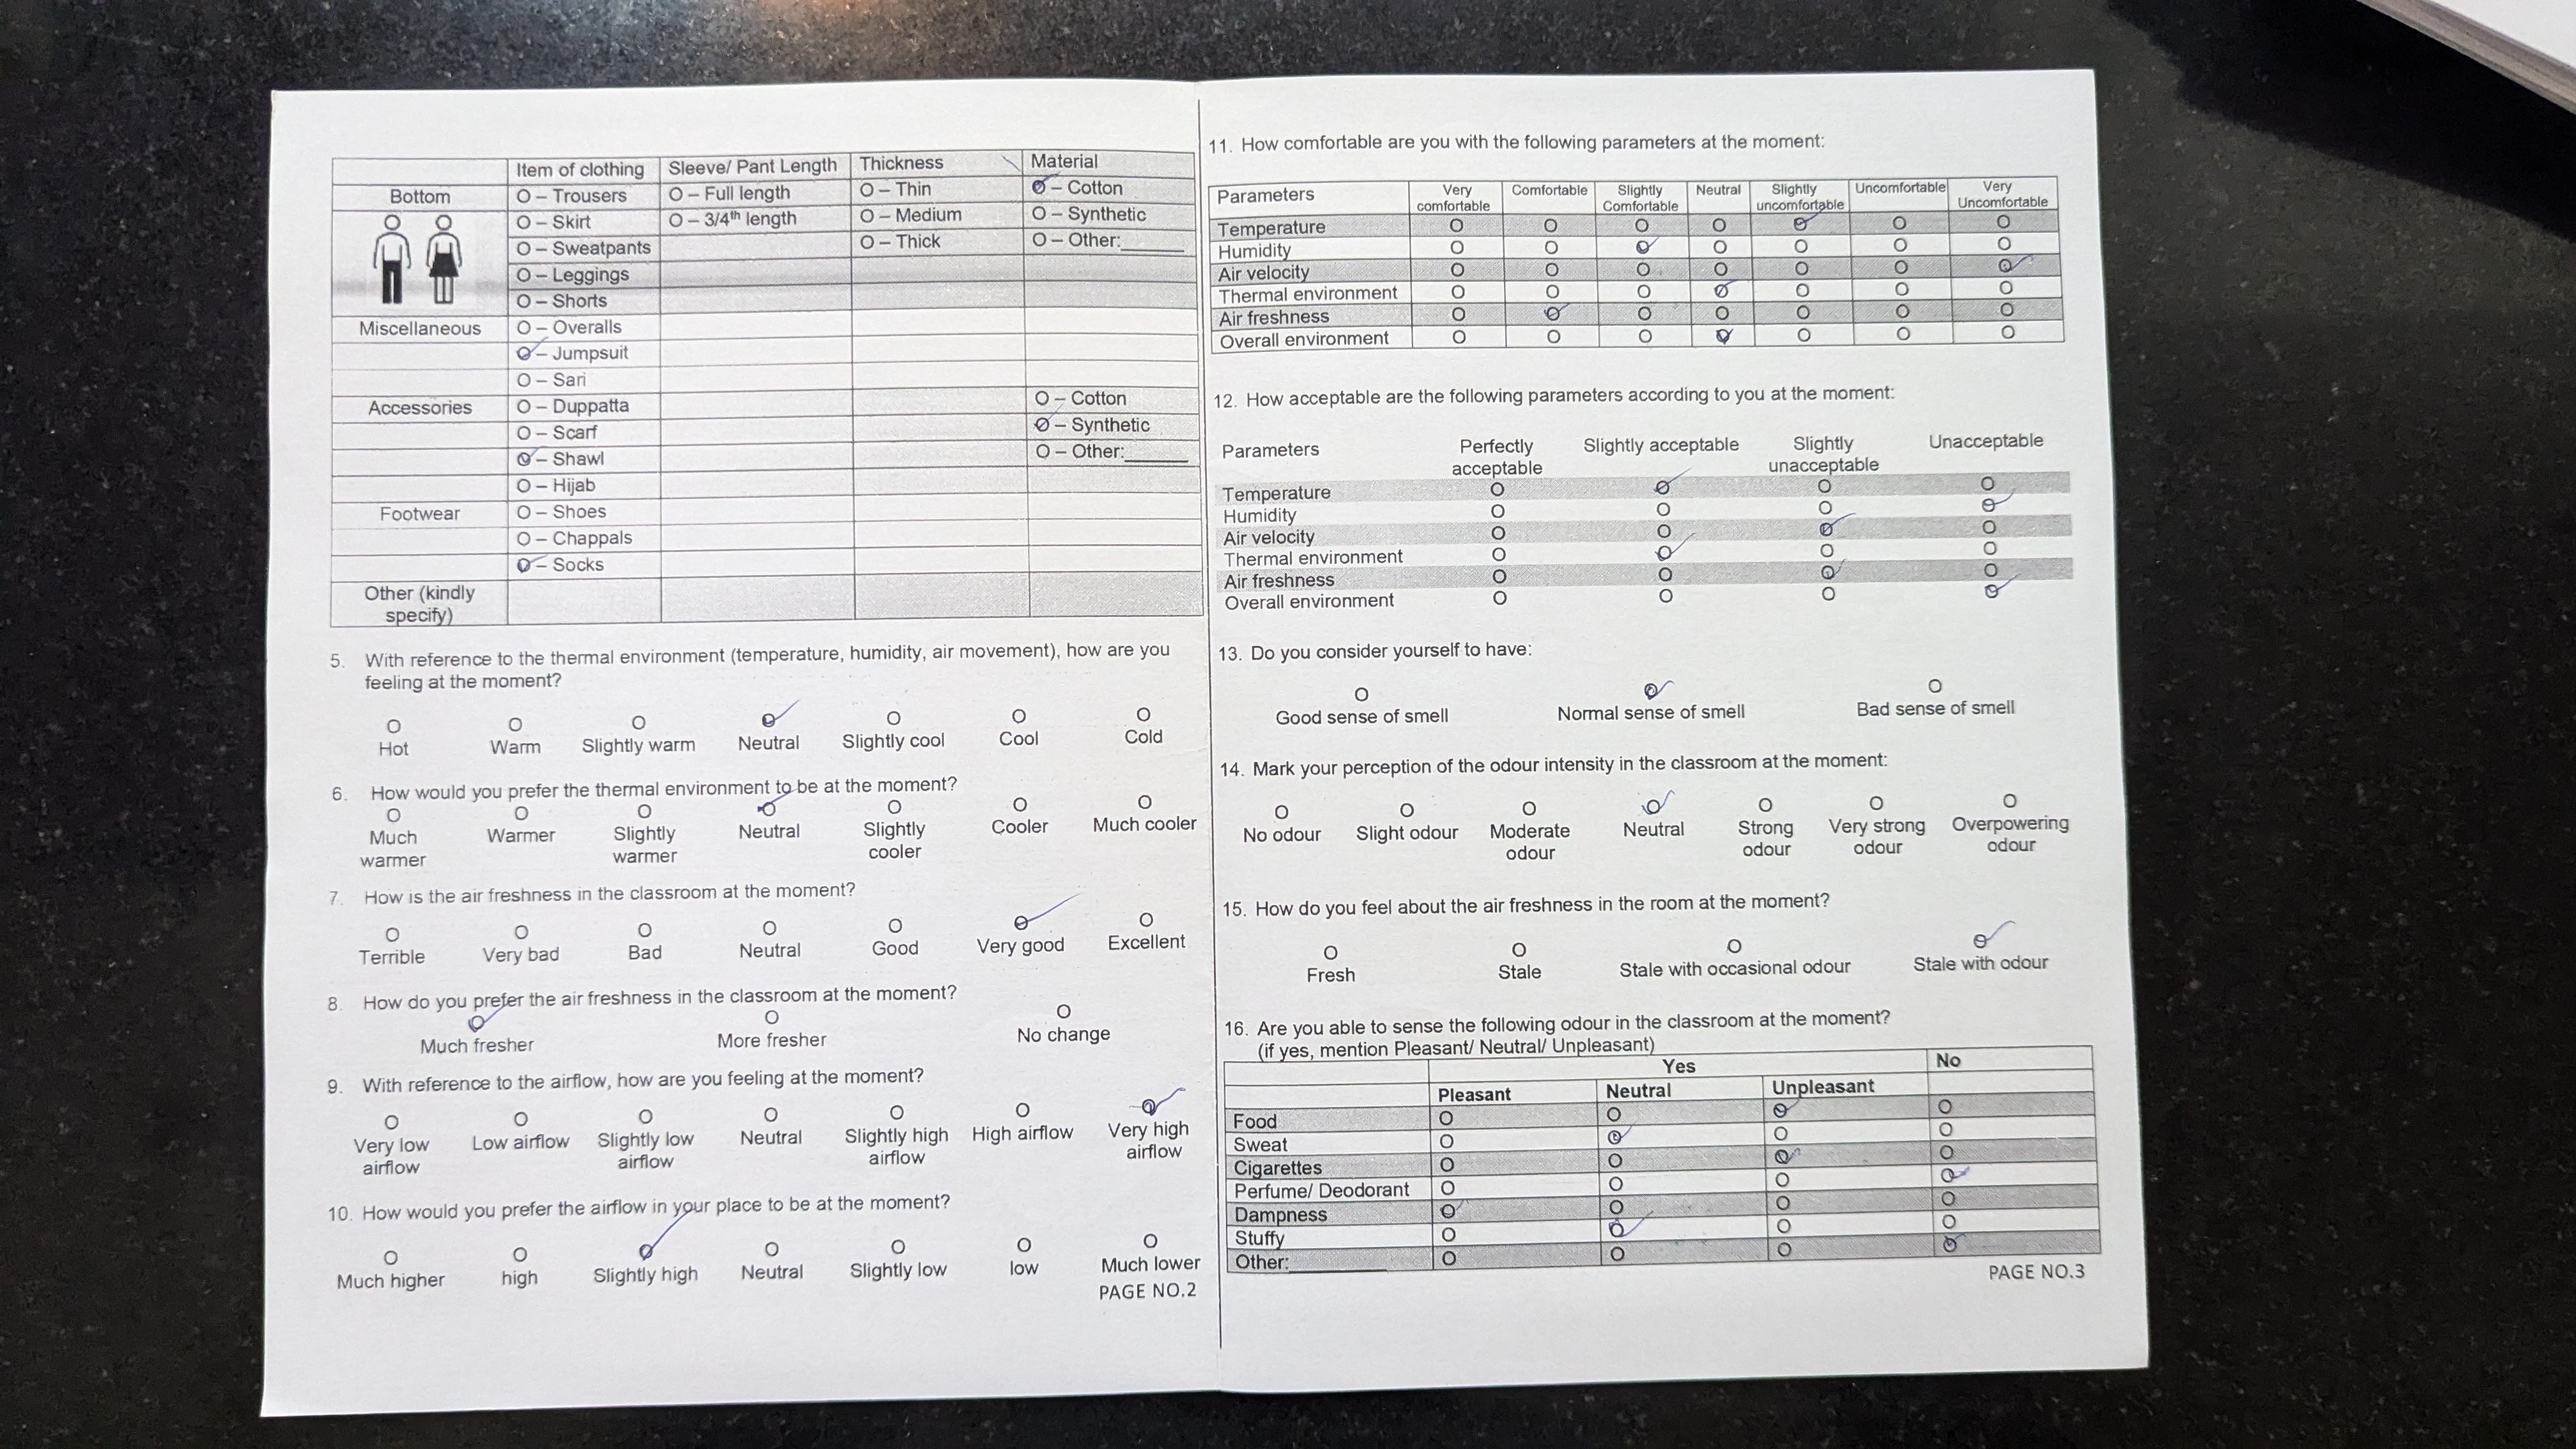 Item of clothing Sleeve/ Pant Length Thickness Material
Bottom O – Trousers O – Full length O – Thin O – Cotton
O – Skirt O – 3/4th length O – Medium O – Synthetic
O – Sweatpants O – Thick O – Other:______
O – Leggings
O – Shorts
Miscellaneous O – Overalls
O – Jumpsuit
O – Sari
Accessories O – Duppatta O – Cotton
O – Scarf O – Synthetic
O – Shawl O – Other:______
O – Hijab
Footwear O – Shoes
O – Chappals
O – Socks
Other (kindly
specify)
5. With reference to the thermal environment (temperature, humidity, air movement), how are you
feeling at the moment?
O O O O O O O
Hot Warm Slightly warm Neutral Slightly cool Cool Cold
6. How would you prefer the thermal environment to be at the moment?
O O O O O O O
Much Warmer Slightly Neutral Slightly Cooler Much cooler
warmer warmer cooler
7. How is the air freshness in the classroom at the moment?
O O O O O O O
Terrible Very bad Bad Neutral Good Very good Excellent
8. How do you prefer the air freshness in the classroom at the moment?
O O O
Much fresher More fresher No change
9. With reference to the airflow, how are you feeling at the moment?
O O O O O O O
Very low Low airflow Slightly low Neutral Slightly high High airflow Very high
airflow airflow airflow airflow
10. How would you prefer the airflow in your place to be at the moment?
O O O O O O O
Much higher high Slightly high Neutral Slightly low low Much lower
PAGE NO.2
11. How comfortable are you with the following parameters at the moment:
Parameters Very Comfortable Slightly Neutral Slightly Uncomfortable Very
comfortable Comfortable uncomfortable Uncomfortable
Temperature O O O O O O O
Humidity O O O O O O O
Air velocity O O O O O O O
Thermal environment O O O O O O O
Air freshness O O O O O O O
Overall environment O O O O O O O
12. How acceptable are the following parameters according to you at the moment:
Parameters Perfectly Slightly acceptable Slightly Unacceptable
acceptable unacceptable
Temperature O O O O
Humidity O O O O
Air velocity O O O O
Thermal environment O O O O
Air freshness O O O O
Overall environment O O O O
13. Do you consider yourself to have:
O O O
Good sense of smell Normal sense of smell Bad sense of smell
14. Mark your perception of the odour intensity in the classroom at the moment:
O O O O O O O
No odour Slight odour Moderate Neutral Strong Very strong Overpowering
odour odour odour odour
15. How do you feel about the air freshness in the room at the moment?
O O O O
Fresh Stale Stale with occasional odour Stale with odour
16. Are you able to sense the following odour in the classroom at the moment?
(if yes, mention Pleasant/ Neutral/ Unpleasant)
Yes No
Pleasant Neutral Unpleasant
Food O O O O
Sweat O O O O
Cigarettes O O O O
Perfume/ Deodorant O O O O
Dampness O O O O
Stuffy O O O O
Other:__________ O O O O
PAGE NO.3